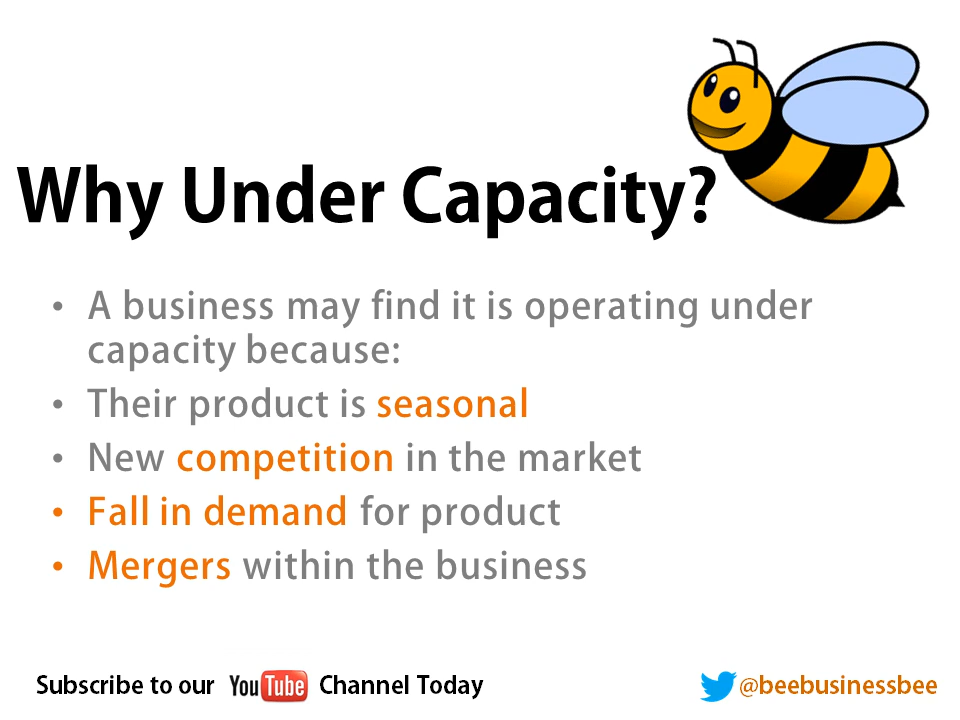 Why Under Capacity?
• A business may find it is operating under
capacity because:
• Their product is seasonal
• New competition in the market
• Fall in demand for product
• Mergers within the business
Subscribe to our YouTube Channel Today
@beebusinessbee